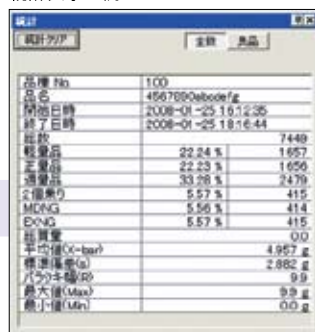 統計
統計クリア 全数 良品
品種 No. 100
品名 4567890abcdefg
開始日時 2008-01-25 16:12:35
終了日時 2008-01-25 18:16:44
総数 7449
軽量品 22.24 % 1657
正量品 22.23 % 1656
過量品 33.28 % 2479
2個乗り 5.57 % 415
MDNG 5.56 % 414
EXNG 5.57 % 415
総質量 0.0
平均値(X-bar) 4.957 g
標準偏差(s) 2.882 g
バラツキ幅(R) 9.9
最大値(Max) 9.9 g
最小値(Min) 0.0 g